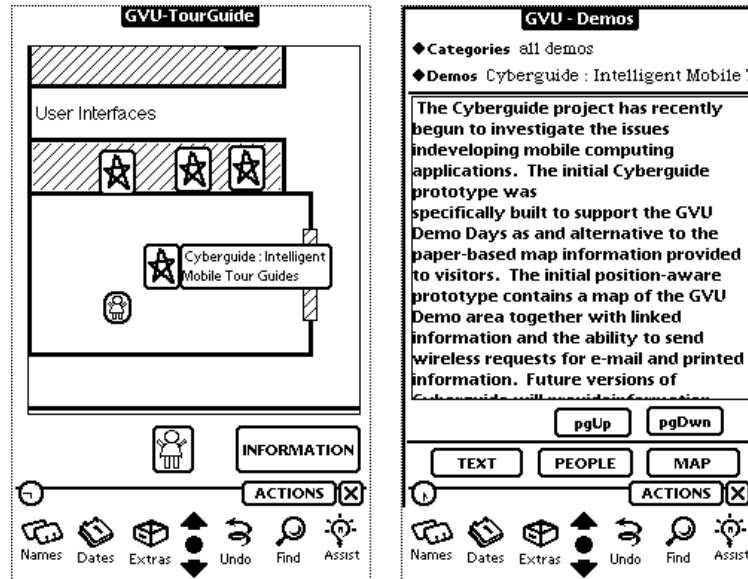 GVU-TourGuide
User Interfaces
Cyberguide : Intelligent
Mobile Tour Guides
INFORMATION
ACTIONS
Names Dates Extras Undo Find Assist
GVU - Demos
Categories all demos
Demos Cyberguide : Intelligent Mobile
The Cyberguide project has recently
begun to investigate the issues
indeveloping mobile computing
applications. The initial Cyberguide
prototype was
specifically built to support the GVU
Demo Days as and alternative to the
paper-based map information provided
to visitors. The initial position-aware
prototype contains a map of the GVU
Demo area together with linked
information and the ability to send
wireless requests for e-mail and printed
information. Future versions of
pgUp pgDwn
TEXT PEOPLE MAP
ACTIONS
Names Dates Extras Undo Find Assist